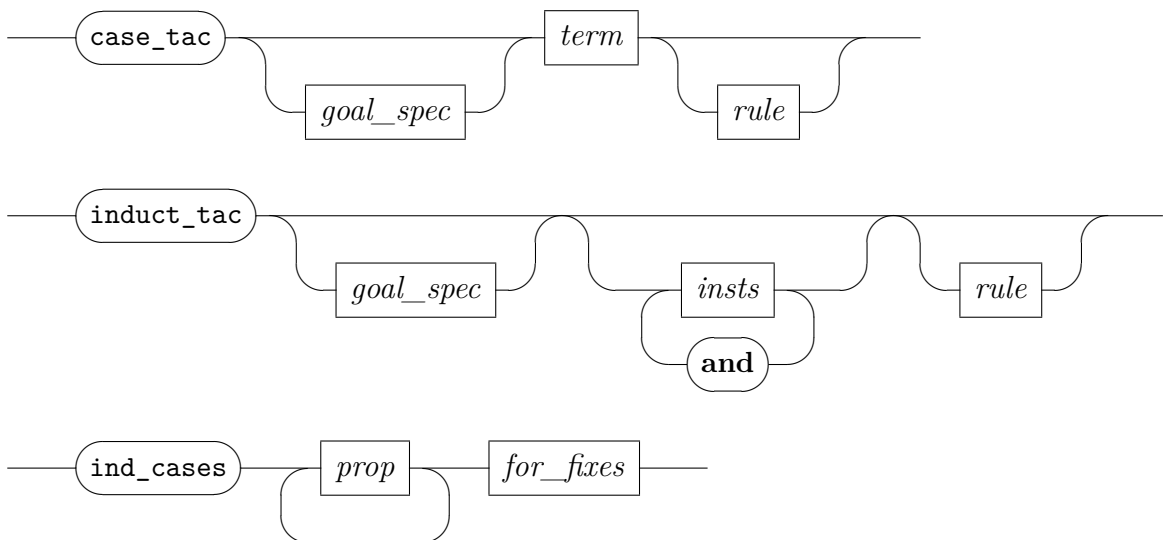 case_tac term
goal_spec rule
induct_tac
goal_spec insts rule
and
ind_cases prop for_fixes